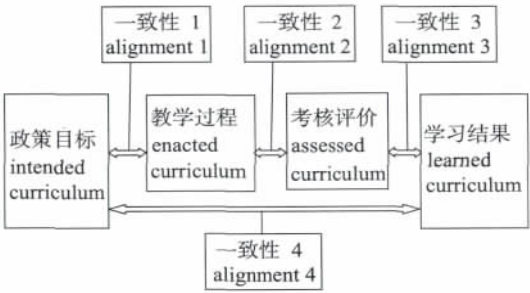 一致性 1
alignment 1
一致性 2
alignment 2
一致性 3
alignment 3
政策目标
intended
curriculum
教学过程
enacted
curriculum
考核评价
assessed
curriculum
学习结果
learned
curriculum
一致性 4
alignment 4